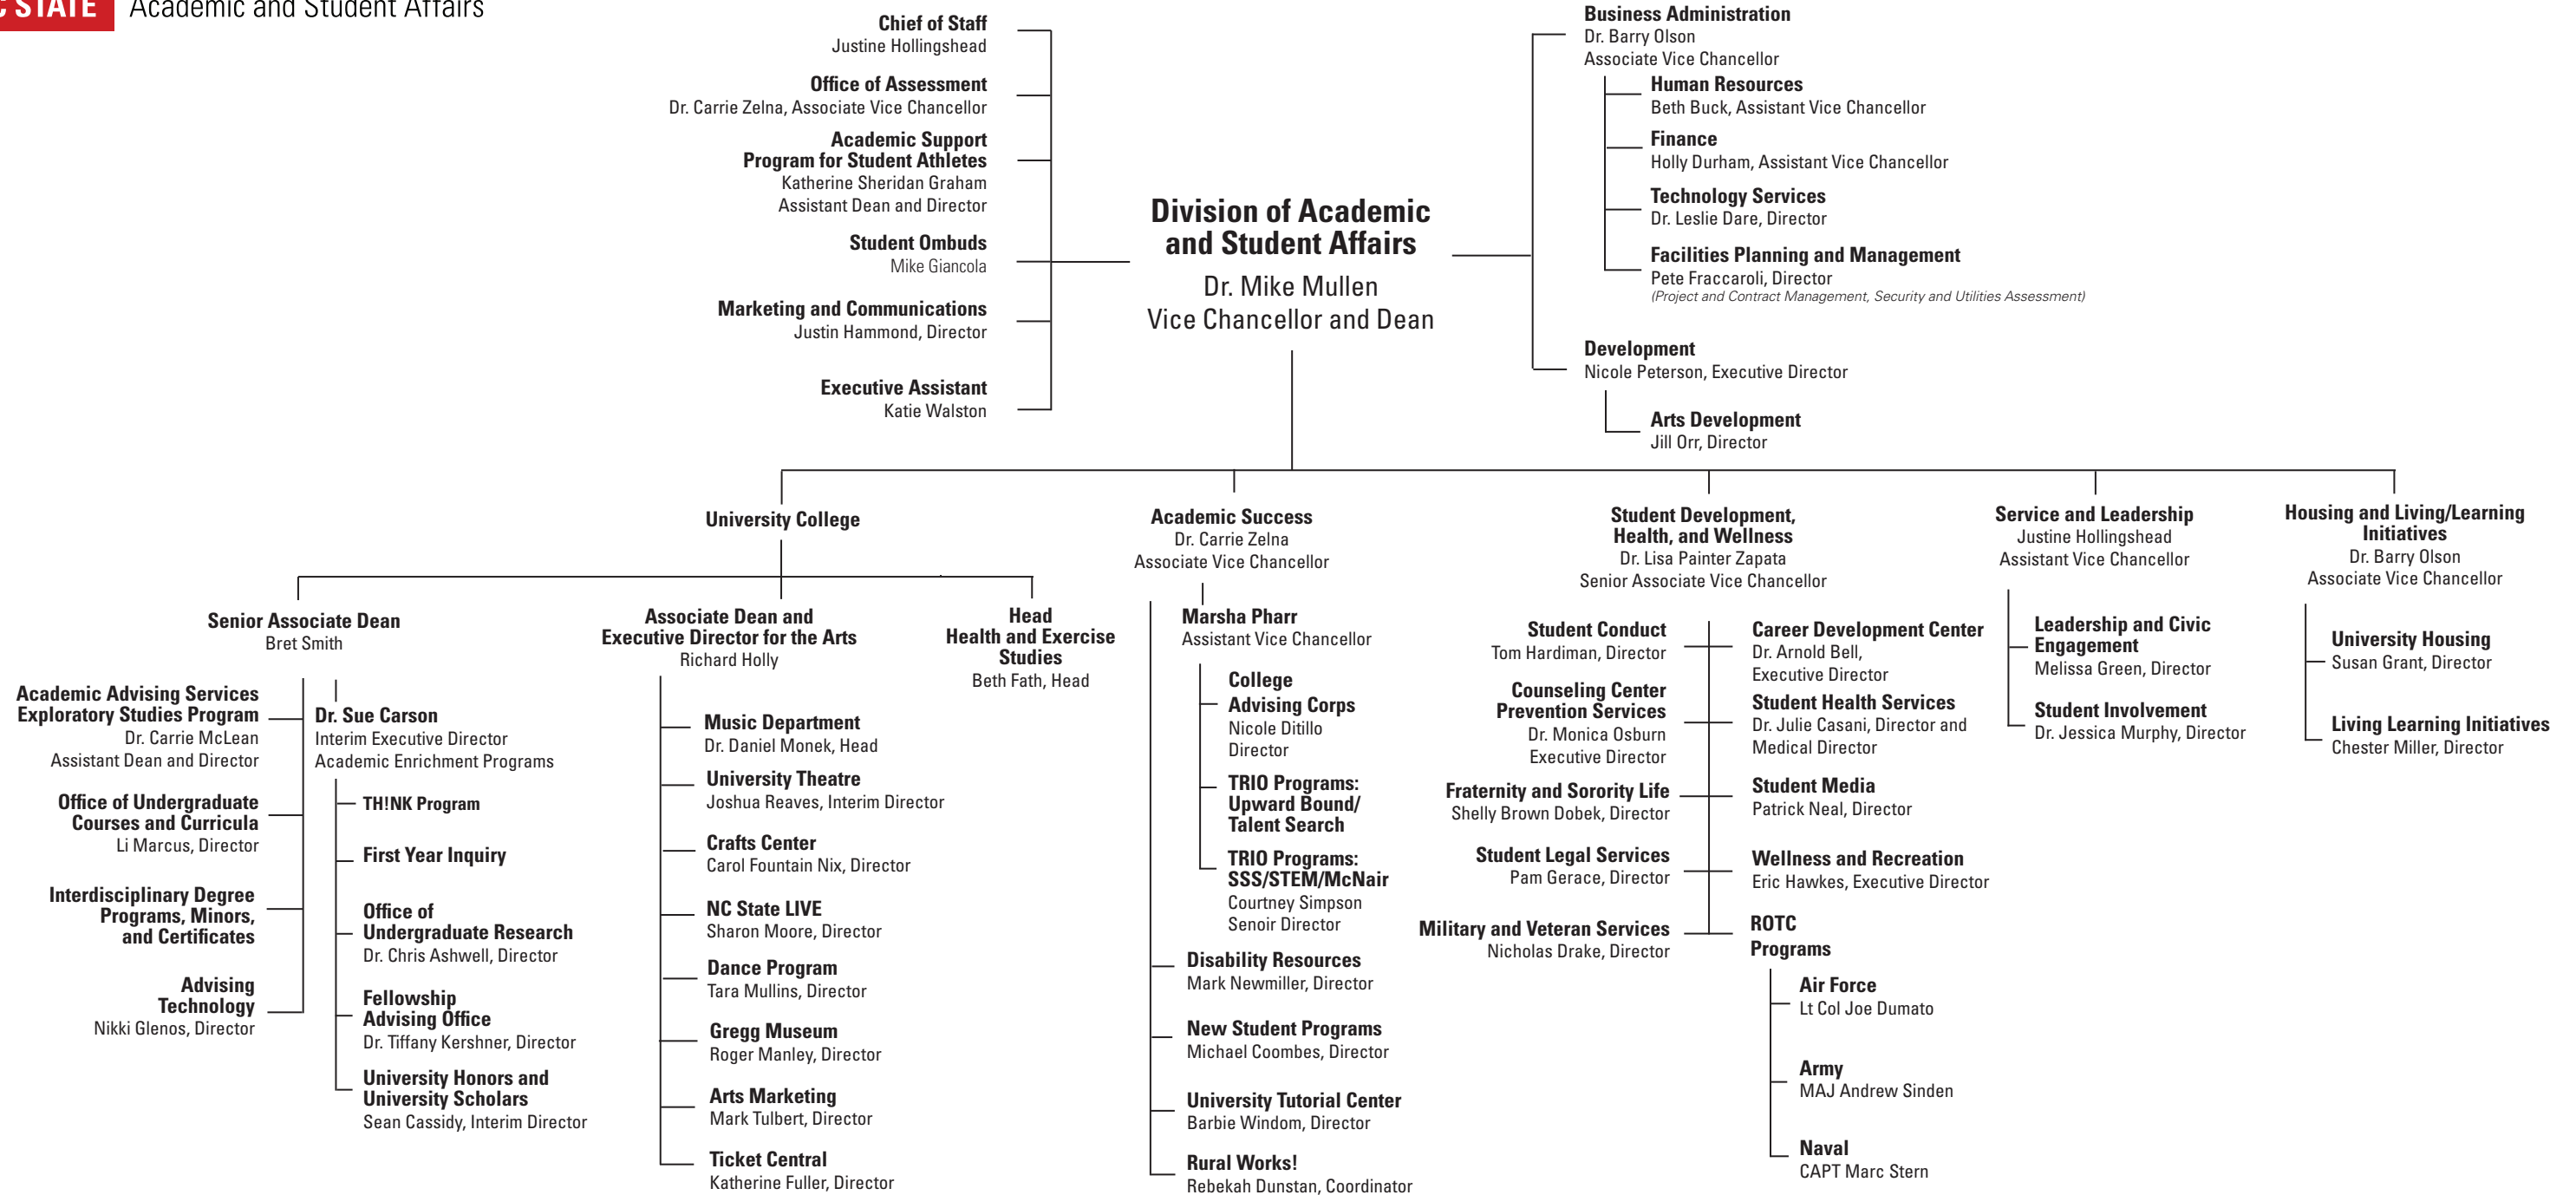 C STATE Academic and Student Affairs
Chief of Staff
Justine Hollingshead
Office of Assessment
Dr. Carrie Zelna, Associate Vice Chancellor
Academic Support
Program for Student Athletes
Katherine Sheridan Graham
Assistant Dean and Director
Student Ombuds
Mike Giancola
Marketing and Communications
Justin Hammond, Director
Executive Assistant
Katie Walston
Division of Academic
and Student Affairs
Dr. Mike Mullen
Vice Chancellor and Dean
Business Administration
Dr. Barry Olson
Associate Vice Chancellor
Human Resources
Beth Buck, Assistant Vice Chancellor
Finance
Holly Durham, Assistant Vice Chancellor
Technology Services
Dr. Leslie Dare, Director
Facilities Planning and Management
Pete Fraccaroli, Director
(Project and Contract Management, Security and Utilities Assessment)
Development
Nicole Peterson, Executive Director
Arts Development
Jill Orr, Director
University College
Senior Associate Dean
Bret Smith
Academic Advising Services
Exploratory Studies Program
Dr. Carrie McLean
Assistant Dean and Director
Office of Undergraduate
Courses and Curricula
Li Marcus, Director
Interdisciplinary Degree
Programs, Minors,
and Certificates
Advising
Technology
Nikki Glenos, Director
Dr. Sue Carson
Interim Executive Director
Academic Enrichment Programs
TH!NK Program
First Year Inquiry
Office of
Undergraduate Research
Dr. Chris Ashwell, Director
Fellowship
Advising Office
Dr. Tiffany Kershner, Director
University Honors and
University Scholars
Sean Cassidy, Interim Director
Associate Dean and
Executive Director for the Arts
Richard Holly
Music Department
Dr. Daniel Monek, Head
University Theatre
Joshua Reaves, Interim Director
Crafts Center
Carol Fountain Nix, Director
NC State LIVE
Sharon Moore, Director
Dance Program
Tara Mullins, Director
Gregg Museum
Roger Manley, Director
Arts Marketing
Mark Tulbert, Director
Ticket Central
Katherine Fuller, Director
Head
Health and Exercise
Studies
Beth Fath, Head
Academic Success
Dr. Carrie Zelna
Associate Vice Chancellor
Marsha Pharr
Assistant Vice Chancellor
College
Advising Corps
Nicole Ditillo
Director
TRIO Programs:
Upward Bound/
Talent Search
TRIO Programs:
SSS/STEM/McNair
Courtney Simpson
Senoir Director
Disability Resources
Mark Newmiller, Director
New Student Programs
Michael Coombes, Director
University Tutorial Center
Barbie Windom, Director
Rural Works!
Rebekah Dunstan, Coordinator
Student Development,
Health, and Wellness
Dr. Lisa Painter Zapata
Senior Associate Vice Chancellor
Student Conduct
Tom Hardiman, Director
Counseling Center
Prevention Services
Dr. Monica Osburn
Executive Director
Fraternity and Sorority Life
Shelly Brown Dobek, Director
Student Legal Services
Pam Gerace, Director
Military and Veteran Services
Nicholas Drake, Director
Career Development Center
Dr. Arnold Bell,
Executive Director
Student Health Services
Dr. Julie Casani, Director and
Medical Director
Student Media
Patrick Neal, Director
Wellness and Recreation
Eric Hawkes, Executive Director
ROTC
Programs
Air Force
Lt Col Joe Dumato
Army
MAJ Andrew Sinden
Naval
CAPT Marc Stern
Service and Leadership
Justine Hollingshead
Assistant Vice Chancellor
Leadership and Civic
Engagement
Melissa Green, Director
Student Involvement
Dr. Jessica Murphy, Director
Housing and Living/Learning
Initiatives
Dr. Barry Olson
Associate Vice Chancellor
University Housing
Susan Grant, Director
Living Learning Initiatives
Chester Miller, Director